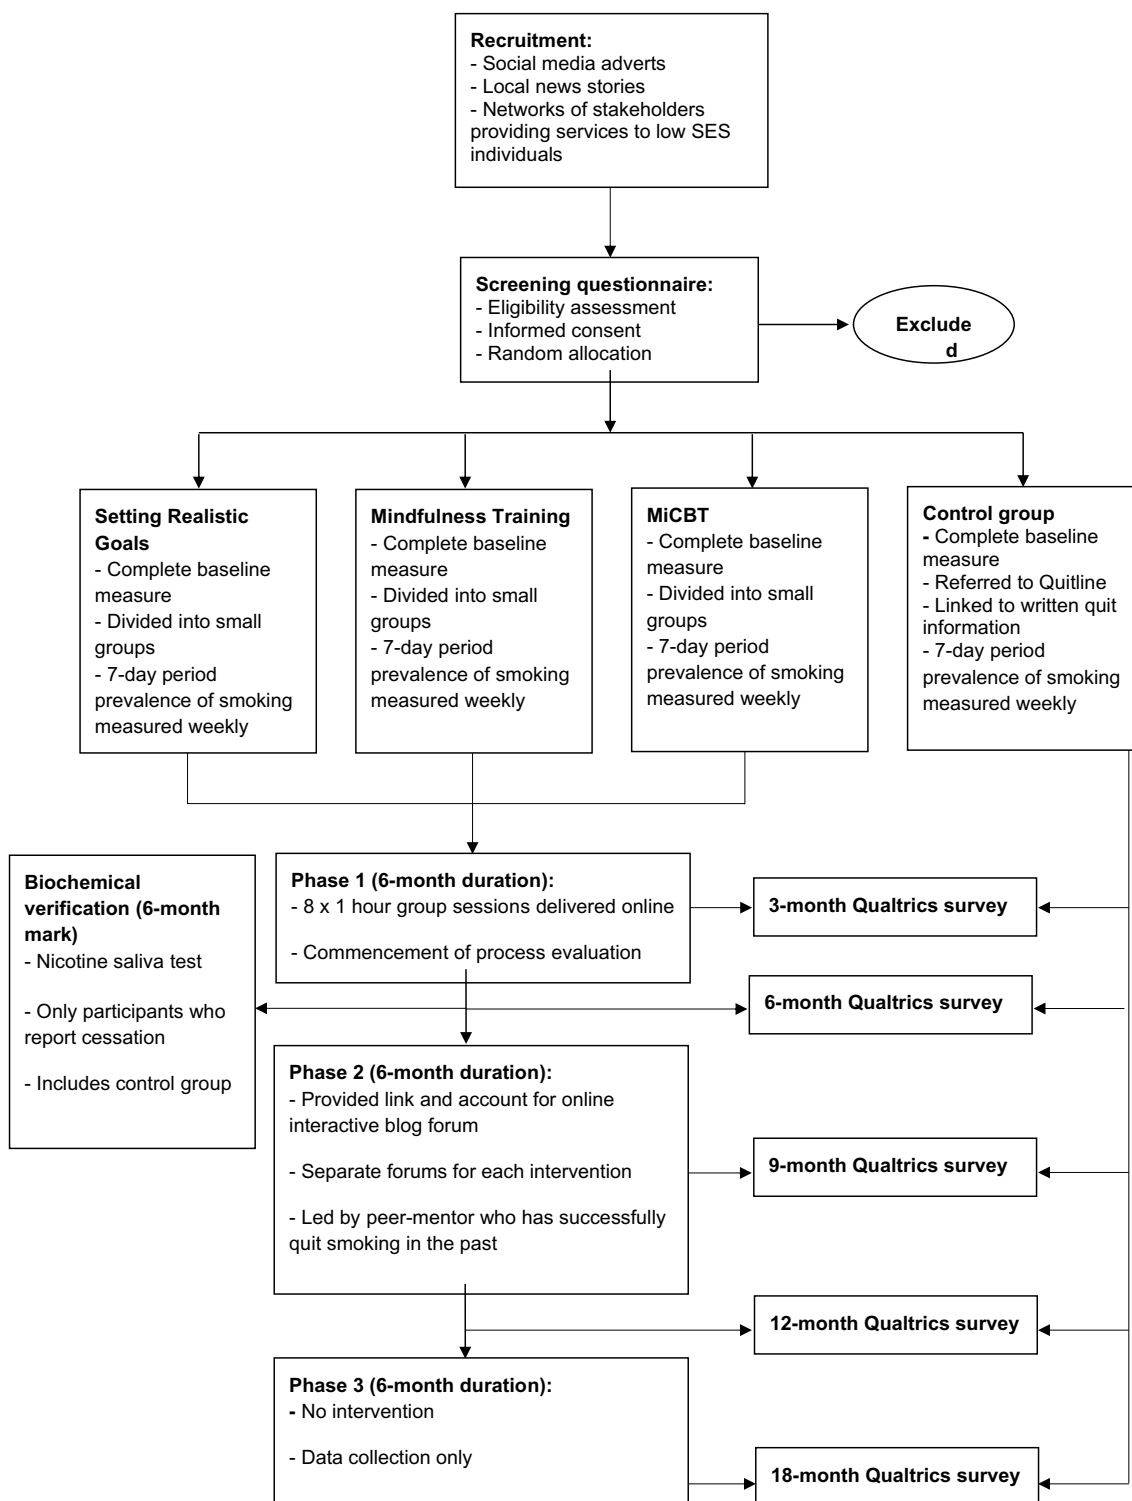 Recruitment:
- Social media adverts
- Local news stories
- Networks of stakeholders
providing services to low SES
individuals
Screening questionnaire:
- Eligibility assessment
- Informed consent
- Random allocation
Exclude
d
Setting Realistic
Goals
- Complete baseline
measure
- Divided into small
groups
- 7-day period
prevalence of smoking
measured weekly
Mindfulness Training
- Complete baseline
measure
- Divided into small
groups
- 7-day period
prevalence of smoking
measured weekly
MiCBT
- Complete baseline
measure
- Divided into small
groups
- 7-day period
prevalence of smoking
measured weekly
Control group
- Complete baseline
measure
- Referred to Quitline
- Linked to written quit
information
- 7-day period
prevalence of smoking
measured weekly
Phase 1 (6-month duration):
- 8 x 1 hour group sessions delivered online
- Commencement of process evaluation
3-month Qualtrics survey
Biochemical
verification (6-month
mark)
- Nicotine saliva test
- Only participants who
report cessation
- Includes control group
6-month Qualtrics survey
Phase 2 (6-month duration):
- Provided link and account for online
interactive blog forum
- Separate forums for each intervention
- Led by peer-mentor who has successfully
quit smoking in the past
9-month Qualtrics survey
12-month Qualtrics survey
Phase 3 (6-month duration):
- No intervention
- Data collection only
18-month Qualtrics survey